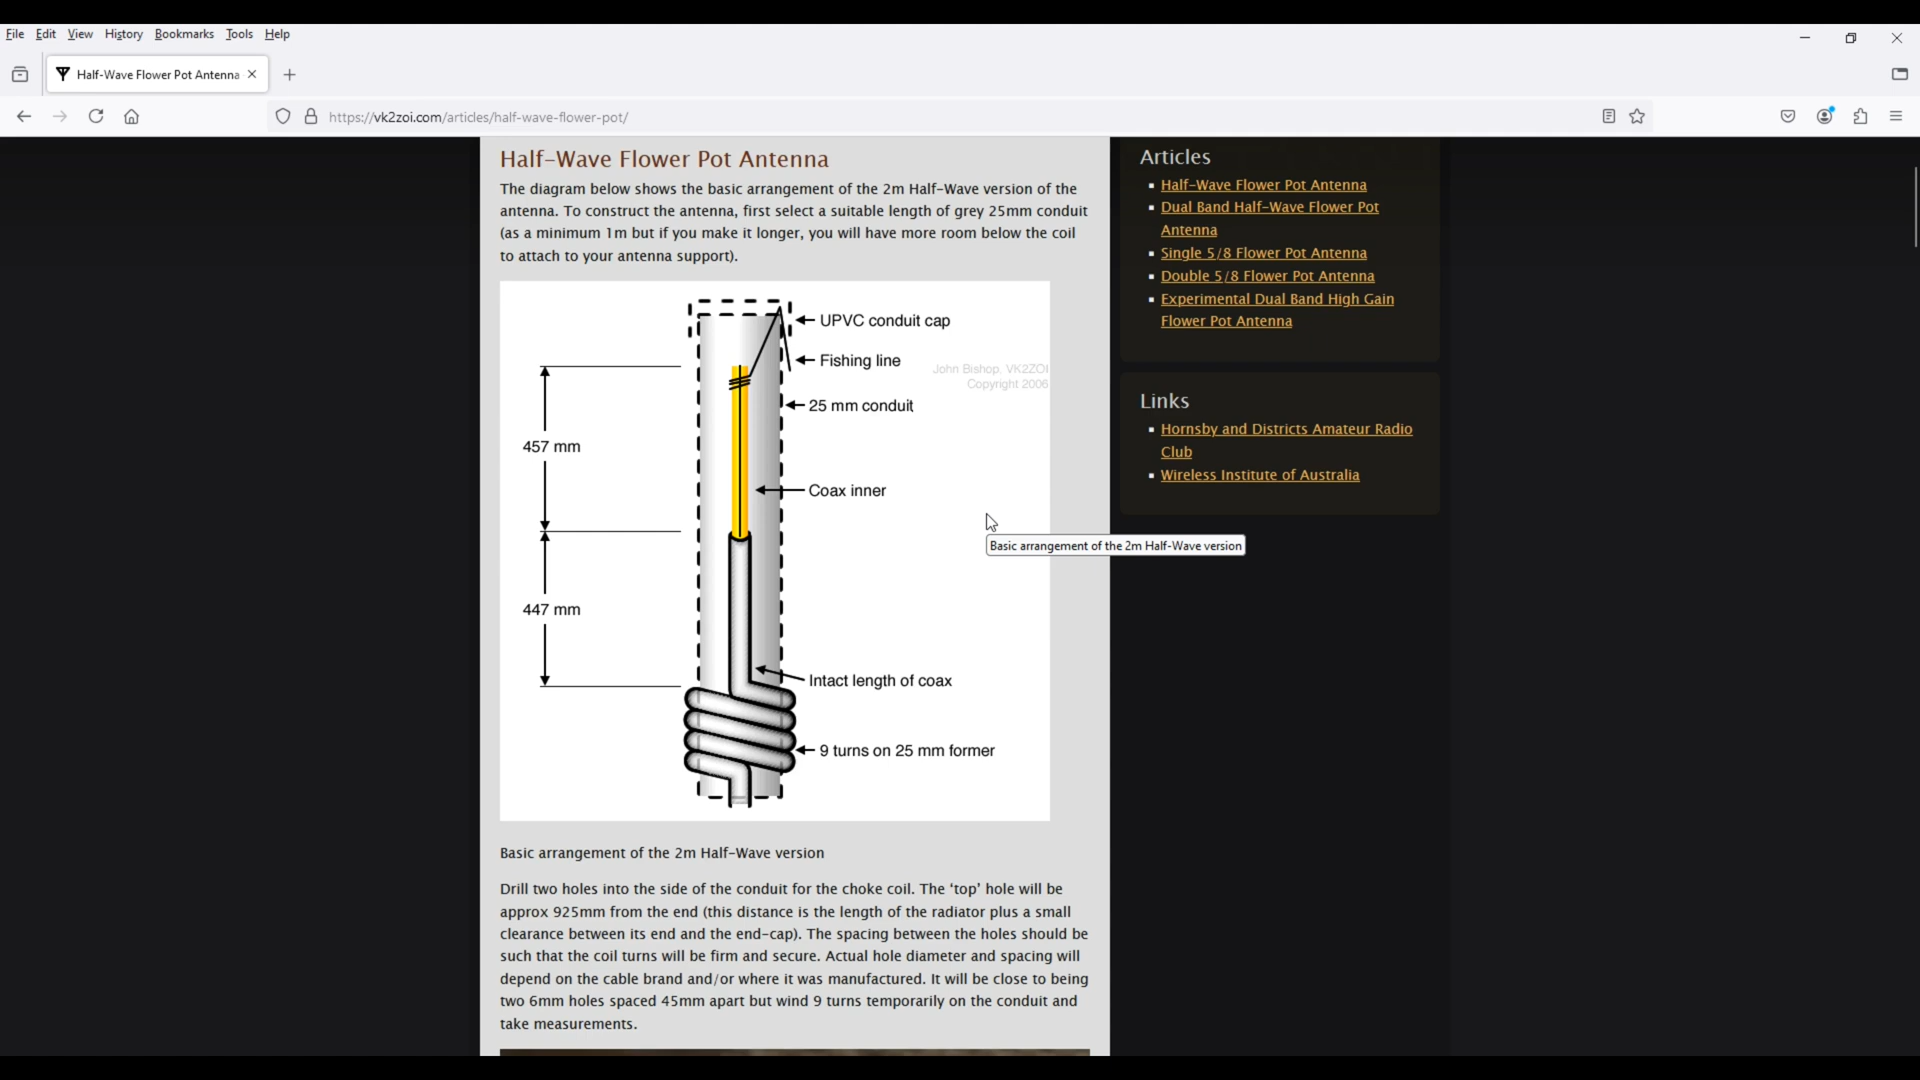 File Edit View History Bookmarks Tools Help
Half-Wave Flower Pot Antenna
https://vk2zoi.com/articles/half-wave-flower-pot/
Half-Wave Flower Pot Antenna
The diagram below shows the basic arrangement of the 2m Half-Wave version of the
antenna. To construct the antenna, first select a suitable length of grey 25mm conduit
(as a minimum 1m but if you make it longer, you will have more room below the coil
to attach to your antenna support).
UPVC conduit cap
Fishing line
John Bishop, VK2ZOI
Copyright 2006
25 mm conduit
457 mm
Coax inner
447 mm
Intact length of coax
9 turns on 25 mm former
Basic arrangement of the 2m Half-Wave version
Drill two holes into the side of the conduit for the choke coil. The ‘top’ hole will be
approx 925mm from the end (this distance is the length of the radiator plus a small
clearance between its end and the end-cap). The spacing between the holes should be
such that the coil turns will be firm and secure. Actual hole diameter and spacing will
depend on the cable brand and/or where it was manufactured. It will be close to being
two 6mm holes spaced 45mm apart but wind 9 turns temporarily on the conduit and
take measurements.
Articles
Half-Wave Flower Pot Antenna
Dual Band Half-Wave Flower Pot
Antenna
Single 5/8 Flower Pot Antenna
Double 5/8 Flower Pot Antenna
Experimental Dual Band High Gain
Flower Pot Antenna
Links
Hornsby and Districts Amateur Radio
Club
Wireless Institute of Australia
Basic arrangement of the 2m Half-Wave version